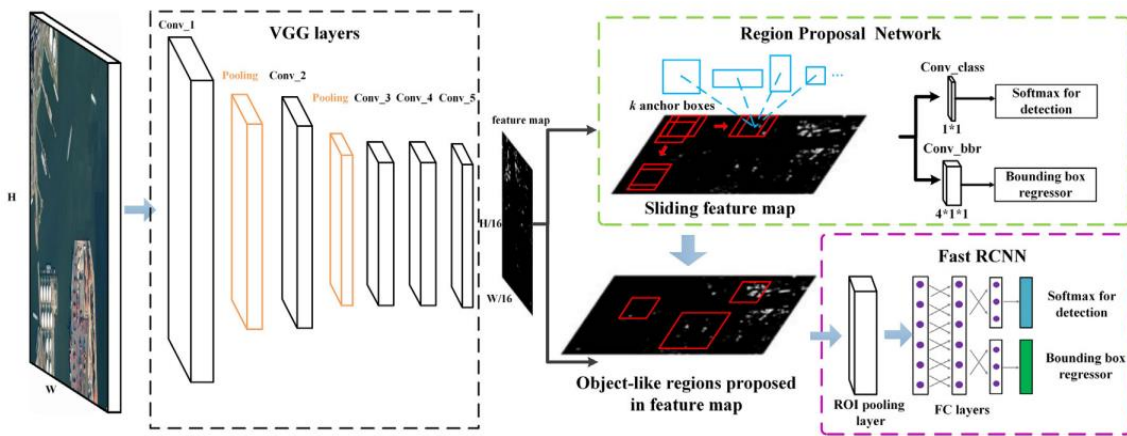 Conv_1
VGG layers
Pooling
Conv_2
Pooling
Conv_3
Conv_4
Conv_5
H
W
feature map
H/16
W/16
Region Proposal Network
k anchor boxes
...
Sliding feature map
Conv_class
1*1
Softmax for
detection
Conv_bbr
4*1*1
Bounding box
regressor
Object-like regions proposed
in feature map
Fast RCNN
ROI pooling
layer
FC layers
Softmax for
detection
Bounding box
regressor